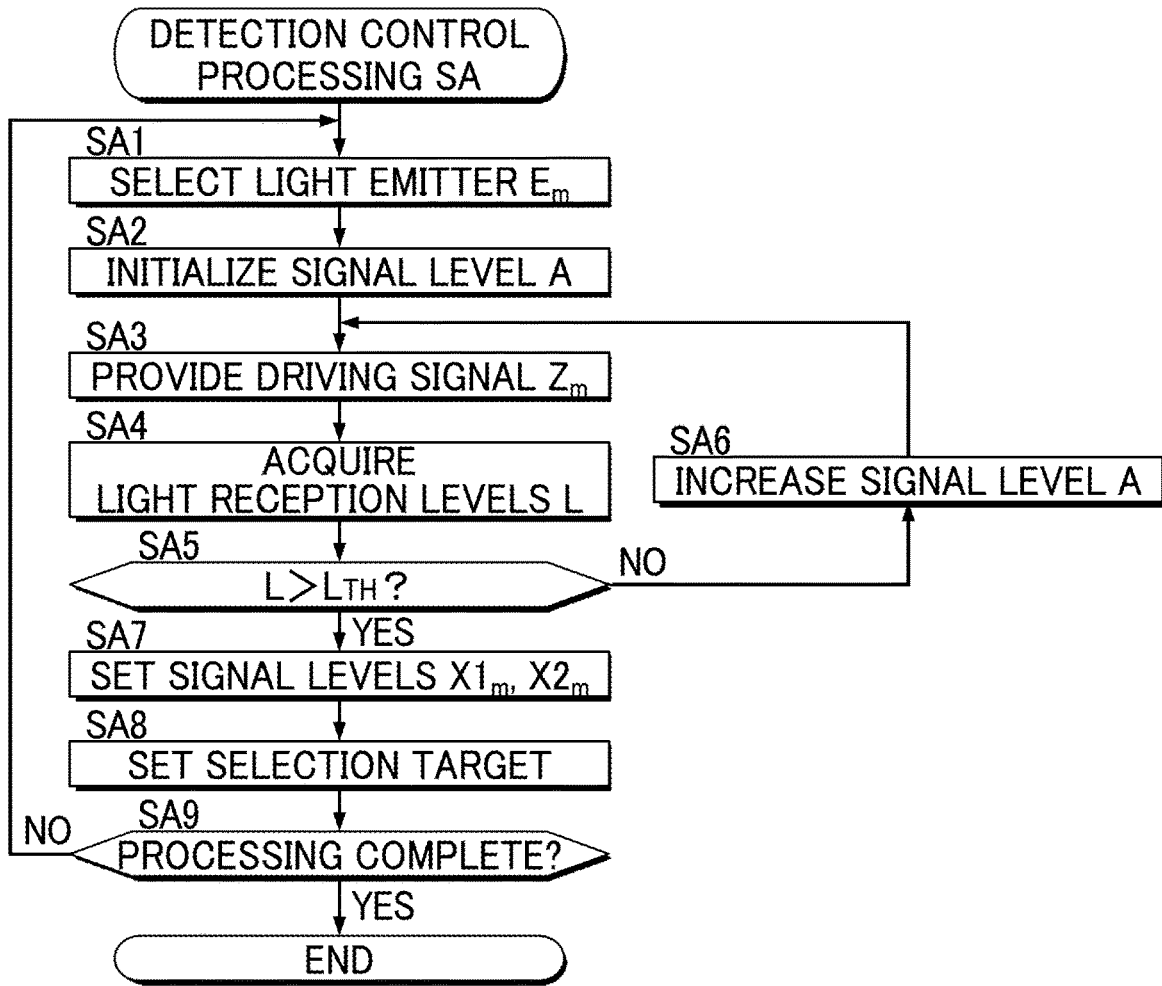 DETECTION CONTROL
PROCESSING SA
SA1
SELECT LIGHT EMITTER Em
SA2
INITIALIZE SIGNAL LEVEL A
SA3
PROVIDE DRIVING SIGNAL Zm
SA4
ACQUIRE
LIGHT RECEPTION LEVELS L
SA6
INCREASE SIGNAL LEVEL A
SA5
L>LTH?
NO
YES
SA7
SET SIGNAL LEVELS X1m, X2m
SA8
SET SELECTION TARGET
SA9
NO
PROCESSING COMPLETE?
YES
END